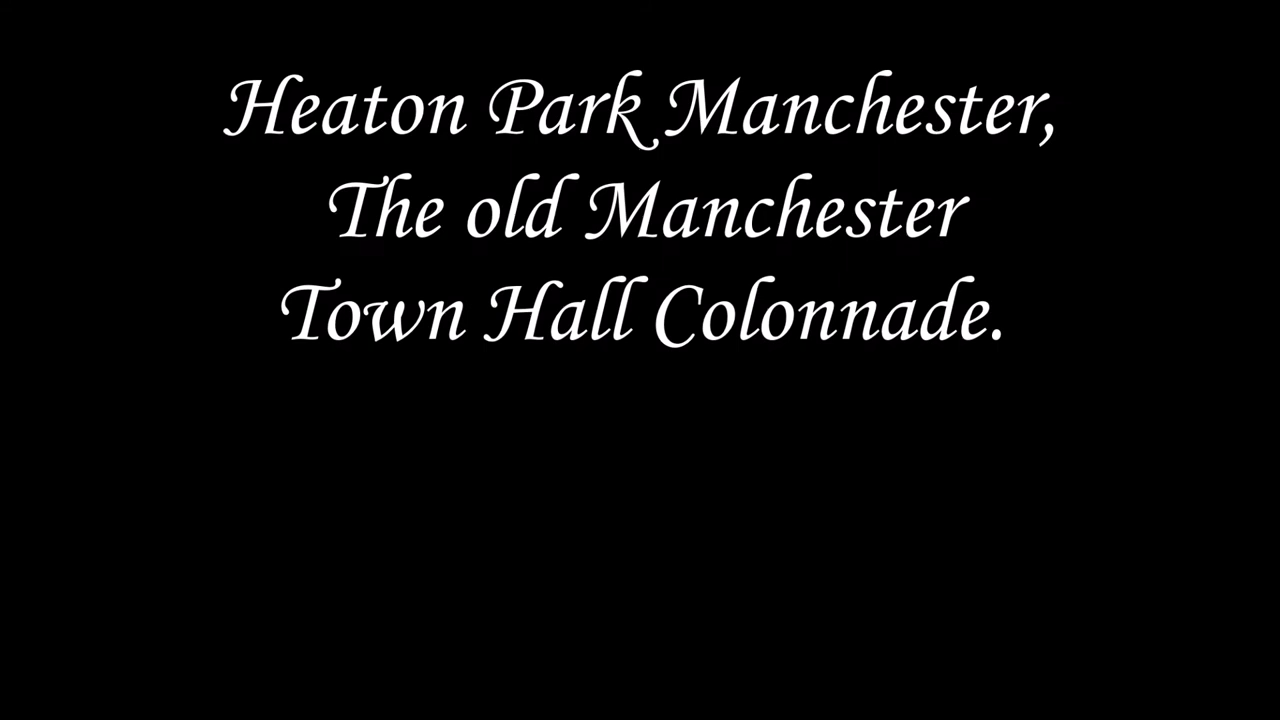 Heaton Park Manchester,
The old Manchester
Town Hall Colonnade.